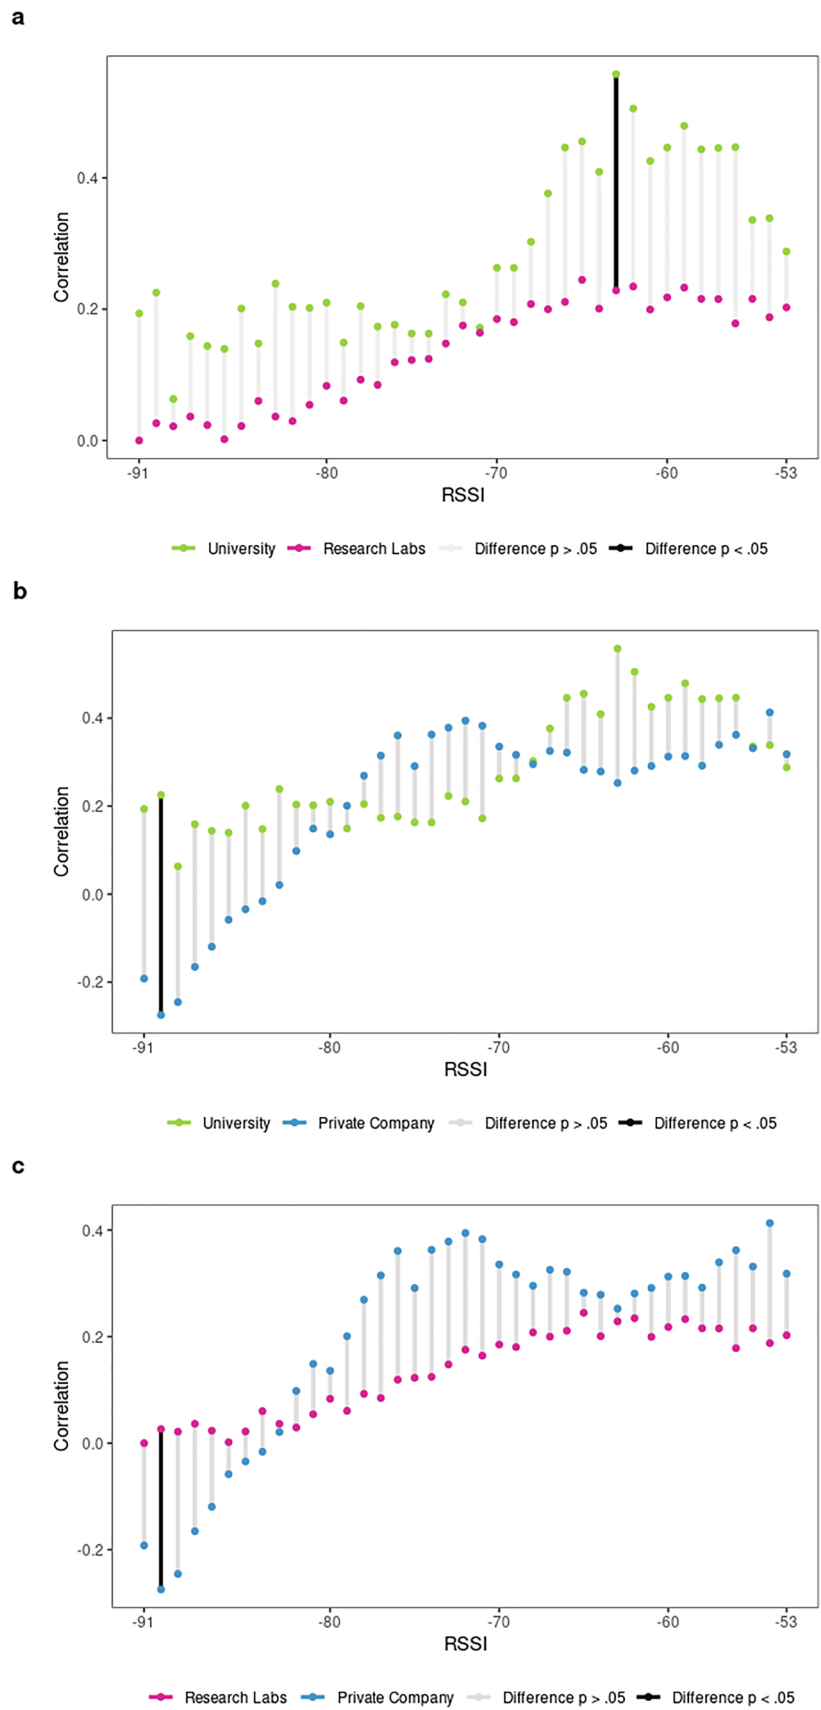 a
Correlation
0.4
0.2
0.0
-91 -80 -70 -60 -53
RSSI
University Research Labs Difference p > .05 Difference p < .05
b
Correlation
0.4
0.2
0.0
-0.2
-91 -80 -70 -60 -53
RSSI
University Private Company Difference p > .05 Difference p < .05
c
Correlation
0.4
0.2
0.0
-0.2
-91 -80 -70 -60 -53
RSSI
Research Labs Private Company Difference p > .05 Difference p < .05